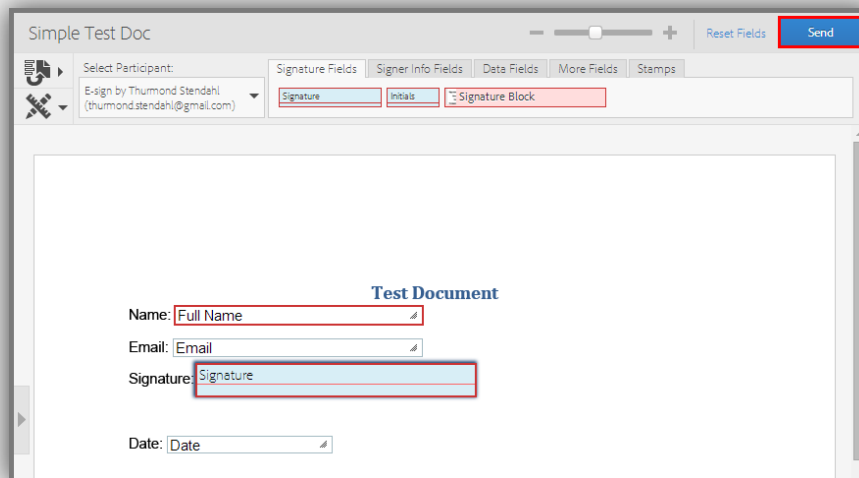 Simple Test Doc
Reset Fields
Send
Select Participant:
E-sign by Thurmond Stendahl
(thurmond.stendahl@gmail.com)
Signature Fields
Signer Info Fields
Data Fields
More Fields
Stamps
Signature
Initials
Signature Block
Test Document
Name: Full Name
Email: Email
Signature: Signature
Date: Date